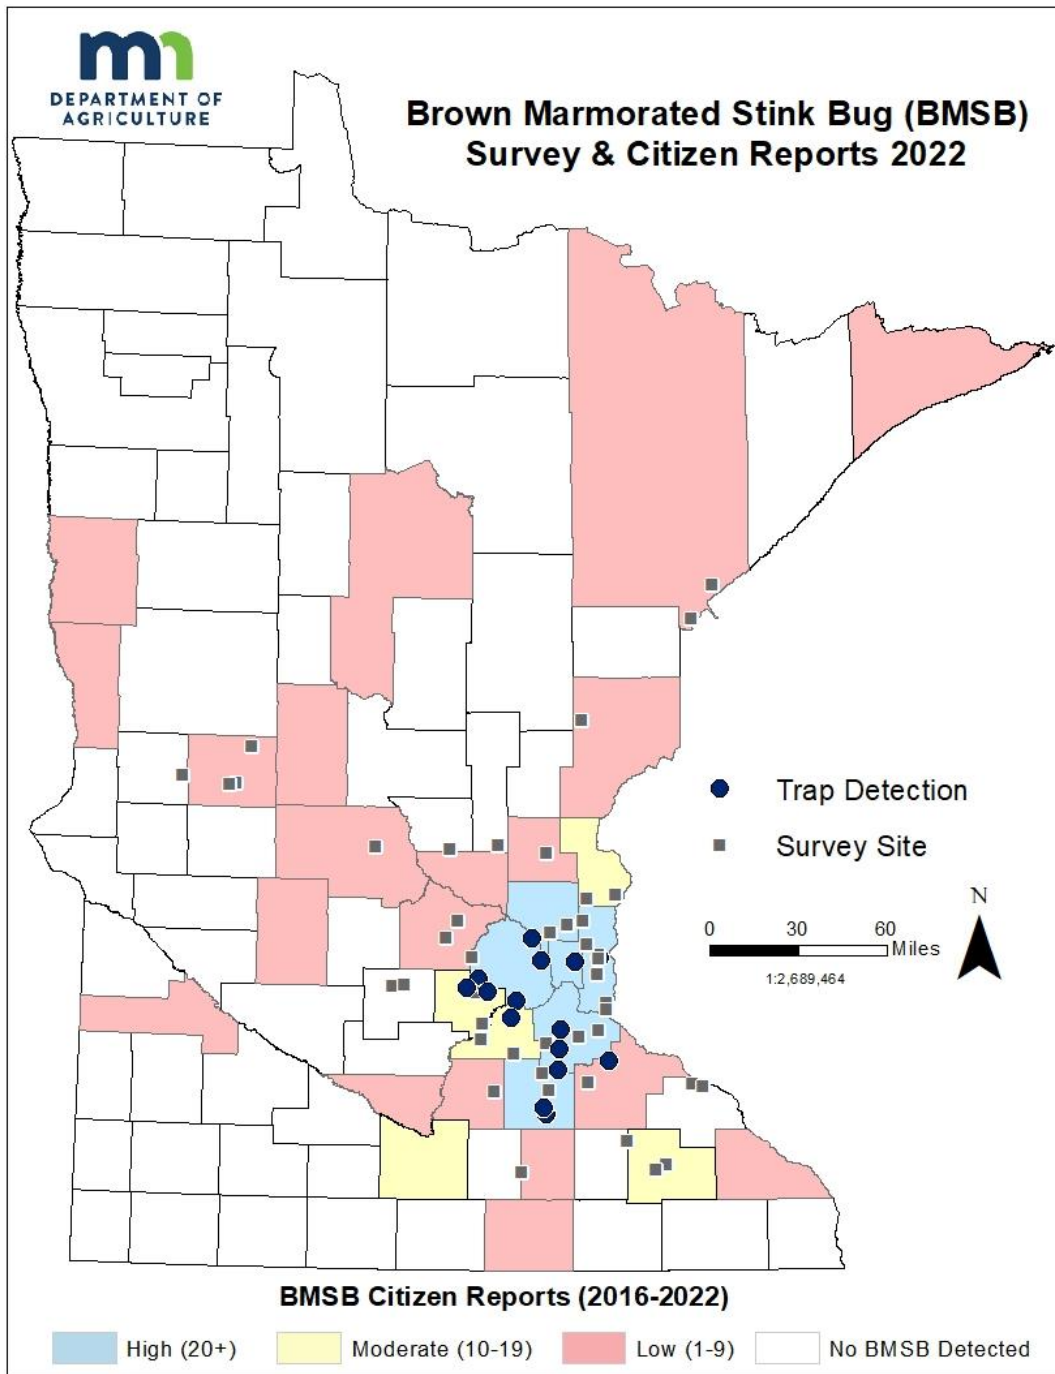 mn
DEPARTMENT OF
AGRICULTURE
Brown Marmorated Stink Bug (BMSB)
Survey & Citizen Reports 2022
Trap Detection
Survey Site
N
0 30 60
Miles
1:2,689,464
BMSB Citizen Reports (2016-2022)
High (20+) Moderate (10-19) Low (1-9) No BMSB Detected